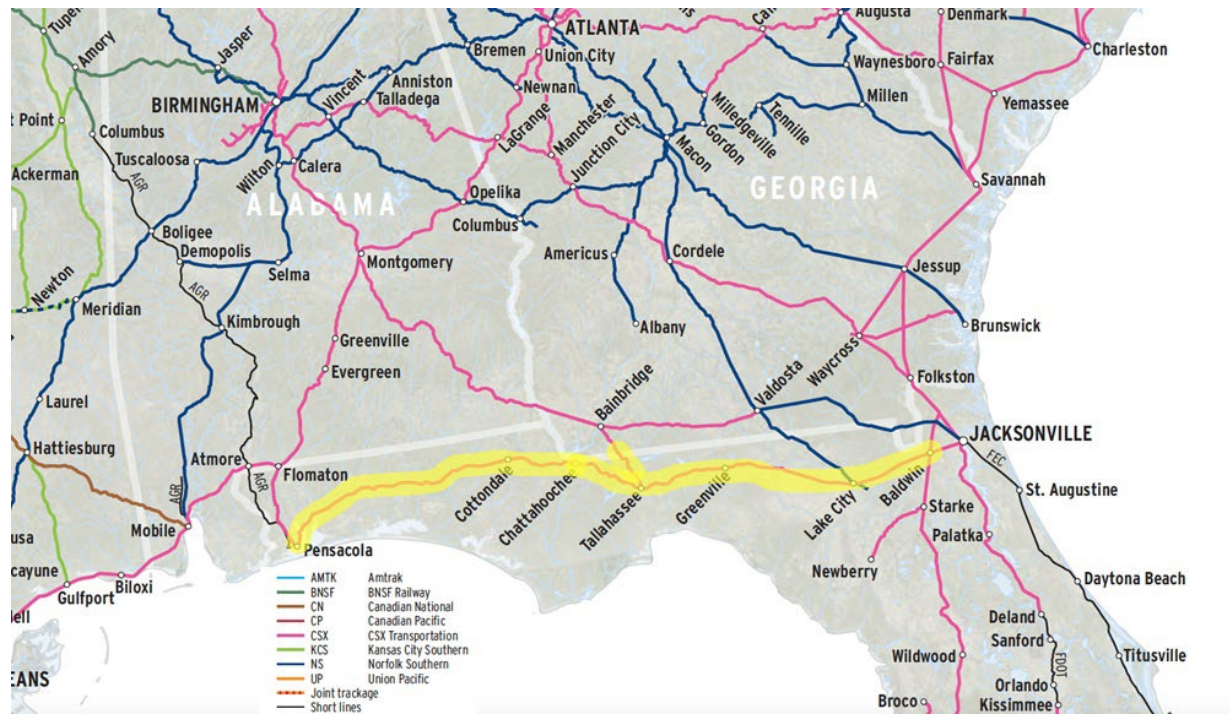 Tupel
Amory
Jasper
ATLANTA
Union City
Bremen
Augusta
Denmark
Charleston
Waynesboro
Fairfax
BIRMINGHAM
Vincent
Anniston
Talladega
Newnan
Milledgeville
Tennille
Millen
Yemassee
t Point
Columbus
LaGrange
Manchester
Junction City
Gordon
Macon
Tuscaloosa
Wilton
Calera
Ackerman
AGR
Opelika
GEORGIA
Savannah
ALABAMA
Columbus
Boligee
Demopolis
Selma
Montgomery
Americus
Cordele
Jessup
Newton
Meridian
AGR
Kimbrough
Albany
Brunswick
Greenville
Evergreen
Waycross
Folkston
Laurel
Bainbridge
Valdosta
Hattiesburg
Atmore
Flomaton
JACKSONVILLE
AGR
AGR
FEC
Cottondale
Chattahoochee
Tallahassee
Greenville
Lake City
Baldwin
St. Augustine
Starke
Mobile
Palatka
usa
Pensacola
Newberry
cayune
Biloxi
Gulfport
Daytona Beach
ell
AMTK Amtrak
BNSF BNSF Railway
CN Canadian National
CP Canadian Pacific
CSX CSX Transportation
KCS Kansas City Southern
NS Norfolk Southern
UP Union Pacific
Joint trackage
Short lines
Deland
Sanford
Wildwood
Titusville
FDOT
EANS
Orlando
Broco
Kissimmee